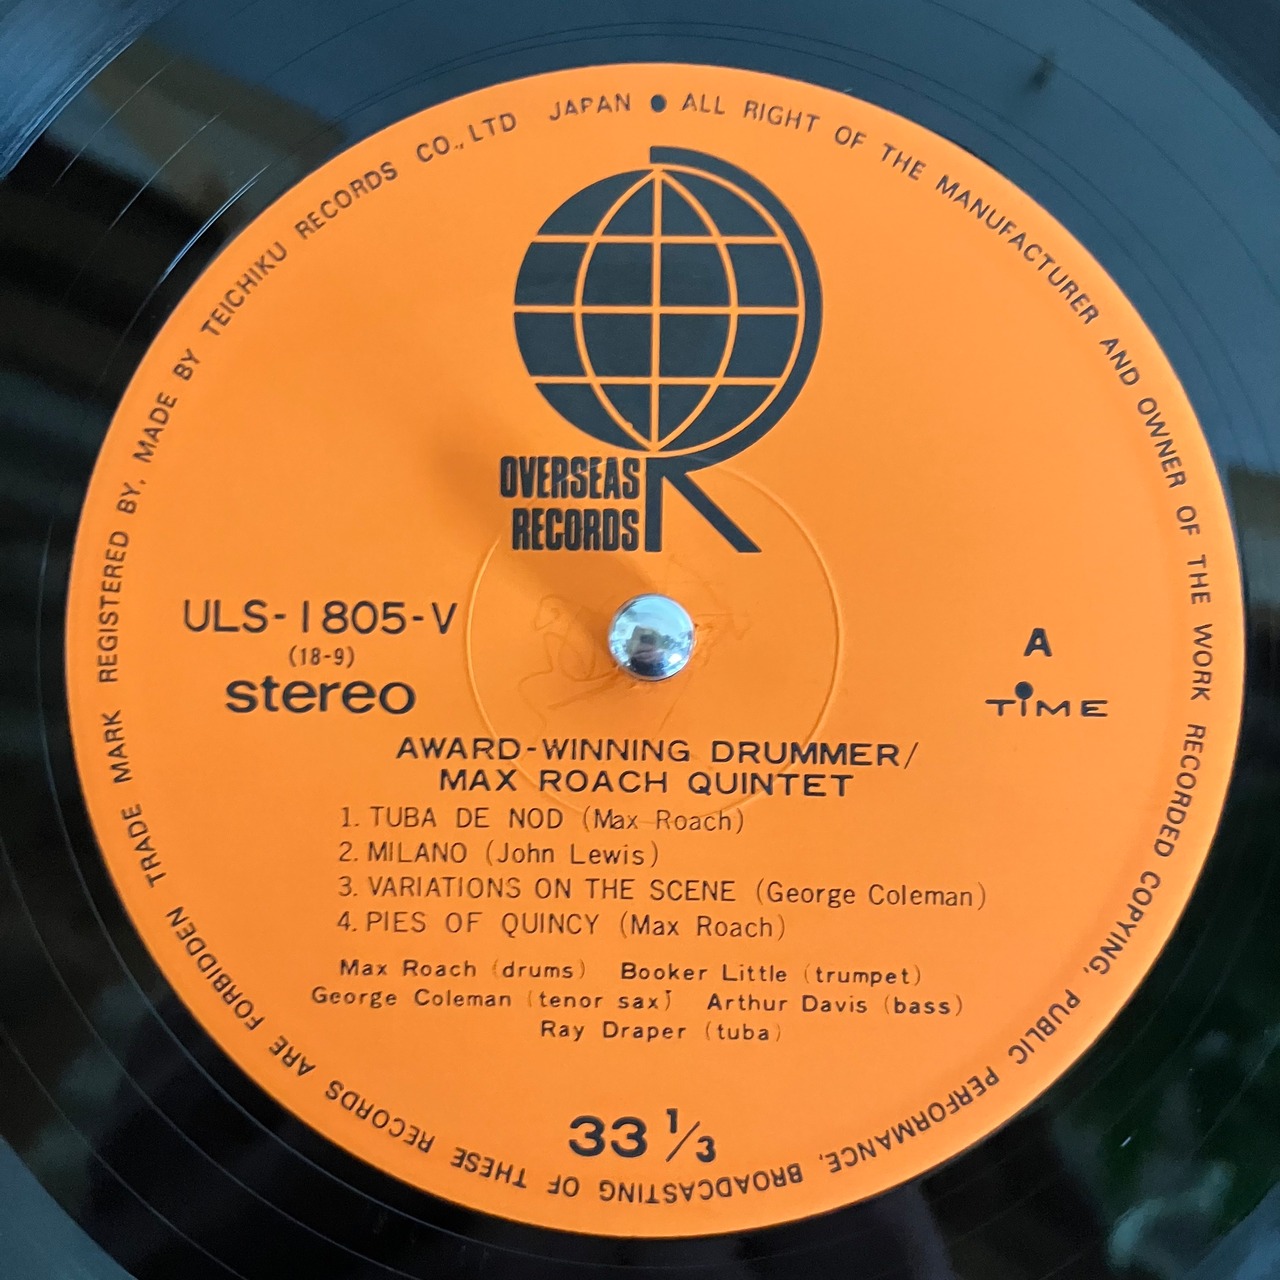 TRADE MARK REGISTERED BY, MADE BY TEICHIKU RECORDS CO., LTD JAPAN ● ALL RIGHT OF THE MANUFACTURER AND OWNER OF THE WORK RECORDED COPYING, PUBLIC PERFORMANCE, BROADCASTING OF THESE RECORDS ARE FORBIDDEN
OVERSEAS
RECORDS
ULS-1805-V
(18-9)
stereo
A
TIME
AWARD-WINNING DRUMMER/
MAX ROACH QUINTET
1. TUBA DE NOD (Max Roach)
2. MILANO (John Lewis)
3. VARIATIONS ON THE SCENE (George Coleman)
4. PIES OF QUINCY (Max Roach)
Max Roach (drums) Booker Little (trumpet)
George Coleman (tenor sax) Arthur Davis (bass)
Ray Draper (tuba)
33 1/3